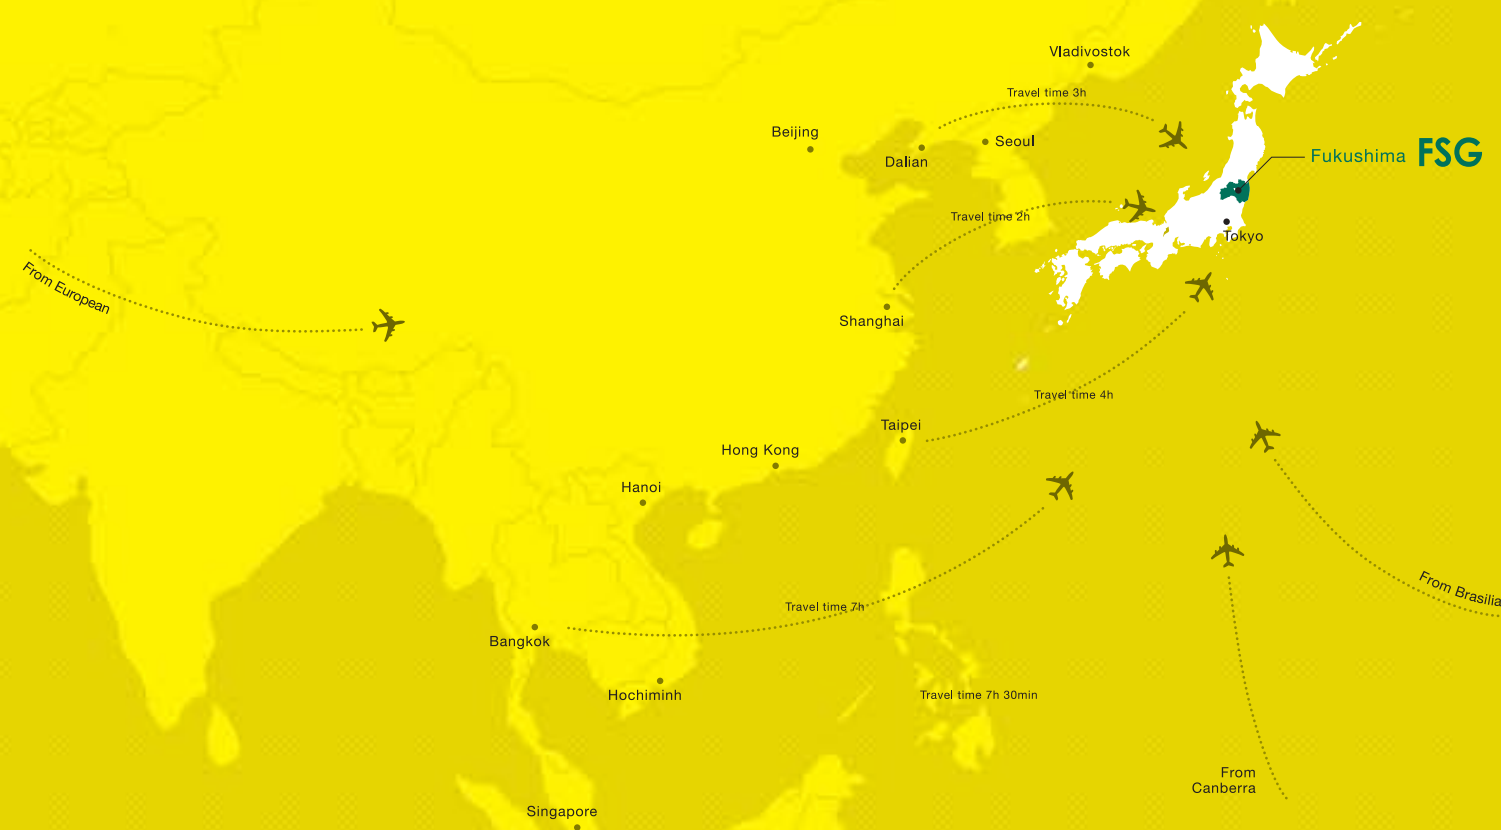 Vladivostok
Travel time 3h
Beijing
Seoul
Dalian
Fukushima FSG
Travel time 2h
Tokyo
From European
Shanghai
Travel time 4h
Taipei
Hong Kong
Hanoi
From Brasilia
Travel time 7h
Bangkok
Hochiminh
Travel time 7h 30min
From
Canberra
Singapore